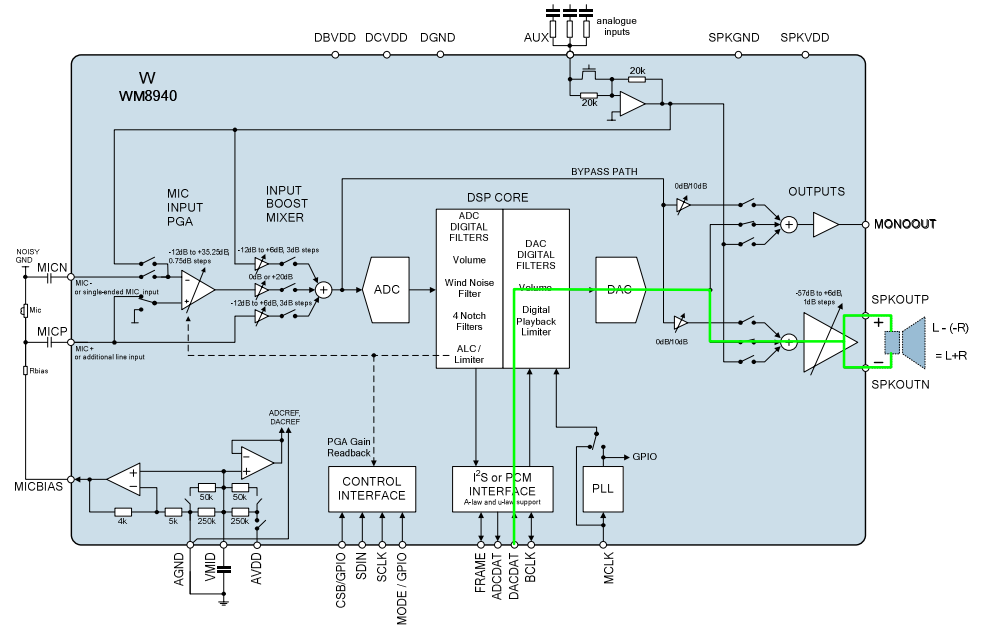 analogue
inputs
DBVDD
DCVDD
DGND
AUX
SPKGND
SPKVDD
W
WM8940
20k
20k
BYPASS PATH
0dB/10dB
OUTPUTS
MONOOUT
MIC
INPUT
PGA
INPUT
BOOST
MIXER
DSP CORE
ADC
DIGITAL
FILTERS
Volume
Wind Noise
Filter
4 Notch
Filters
ALC /
Limiter
DAC
DIGITAL
FILTERS
Volume
Digital
Playback
Limiter
-12dB to +35.25dB,
0.75dB steps
-12dB to +6dB, 3dB steps
0dB or +20dB
-12dB to +6dB, 3dB steps
ADC
DAC
NOISY
GND
MICN
MIC -
or single-ended MIC input
-
+
Mic
MICP
MIC +
or additional line input
Rbias
-57dB to +6dB,
1dB steps
0dB/10dB
SPKOUTP
+
L - (-R)
= L+R
−
SPKOUTN
ADCREF,
DACREF
PGA Gain
Readback
-
+
MICBIAS
+
−
50k
50k
4k
5k
250k
250k
CONTROL
INTERFACE
I2S or PCM
INTERFACE
A-law and u-law support
PLL
GPIO
AGND
VMID
AVDD
CSB/GPIO
SDIN
SCLK
MODE / GPIO
FRAME
ADCDAT
DACDAT
BCLK
MCLK